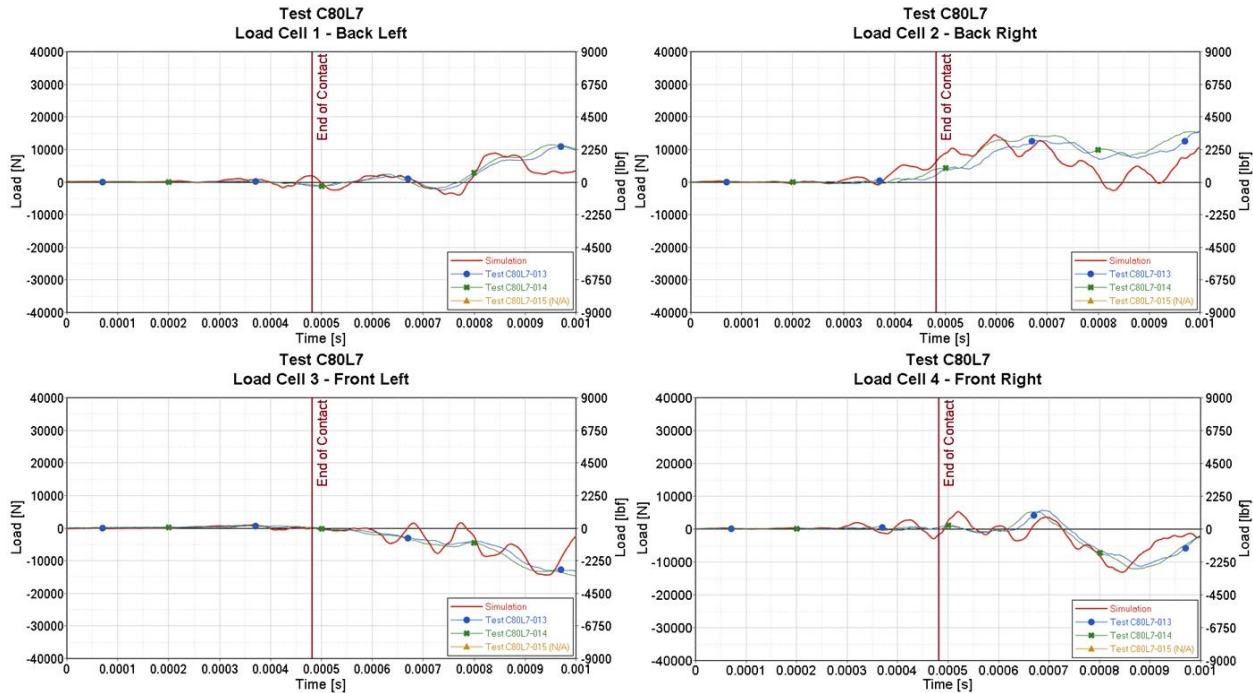 Test C80L7
Load Cell 1 - Back Left
40000
30000
20000
10000
0
-10000
-20000
-30000
-40000
Load [N]
9000
6750
4500
2250
0
-2250
-4500
-6750
-9000
Load [lbf]
End of Contact
Simulation
Test C80L7-013
Test C80L7-014
Test C80L7-015 (N/A)
0 0.0001 0.0002 0.0003 0.0004 0.0005 0.0006 0.0007 0.0008 0.0009 0.001
Time [s]
Test C80L7
Load Cell 2 - Back Right
40000
30000
20000
10000
0
-10000
-20000
-30000
-40000
Load [N]
9000
6750
4500
2250
0
-2250
-4500
-6750
-9000
Load [lbf]
End of Contact
Simulation
Test C80L7-013
Test C80L7-014
Test C80L7-015 (N/A)
0 0.0001 0.0002 0.0003 0.0004 0.0005 0.0006 0.0007 0.0008 0.0009 0.001
Time [s]
Test C80L7
Load Cell 3 - Front Left
40000
30000
20000
10000
0
-10000
-20000
-30000
-40000
Load [N]
9000
6750
4500
2250
0
-2250
-4500
-6750
-9000
Load [lbf]
End of Contact
Simulation
Test C80L7-013
Test C80L7-014
Test C80L7-015 (N/A)
0 0.0001 0.0002 0.0003 0.0004 0.0005 0.0006 0.0007 0.0008 0.0009 0.001
Time [s]
Test C80L7
Load Cell 4 - Front Right
40000
30000
20000
10000
0
-10000
-20000
-30000
-40000
Load [N]
9000
6750
4500
2250
0
-2250
-4500
-6750
-9000
Load [lbf]
End of Contact
Simulation
Test C80L7-013
Test C80L7-014
Test C80L7-015 (N/A)
0 0.0001 0.0002 0.0003 0.0004 0.0005 0.0006 0.0007 0.0008 0.0009 0.001
Time [s]